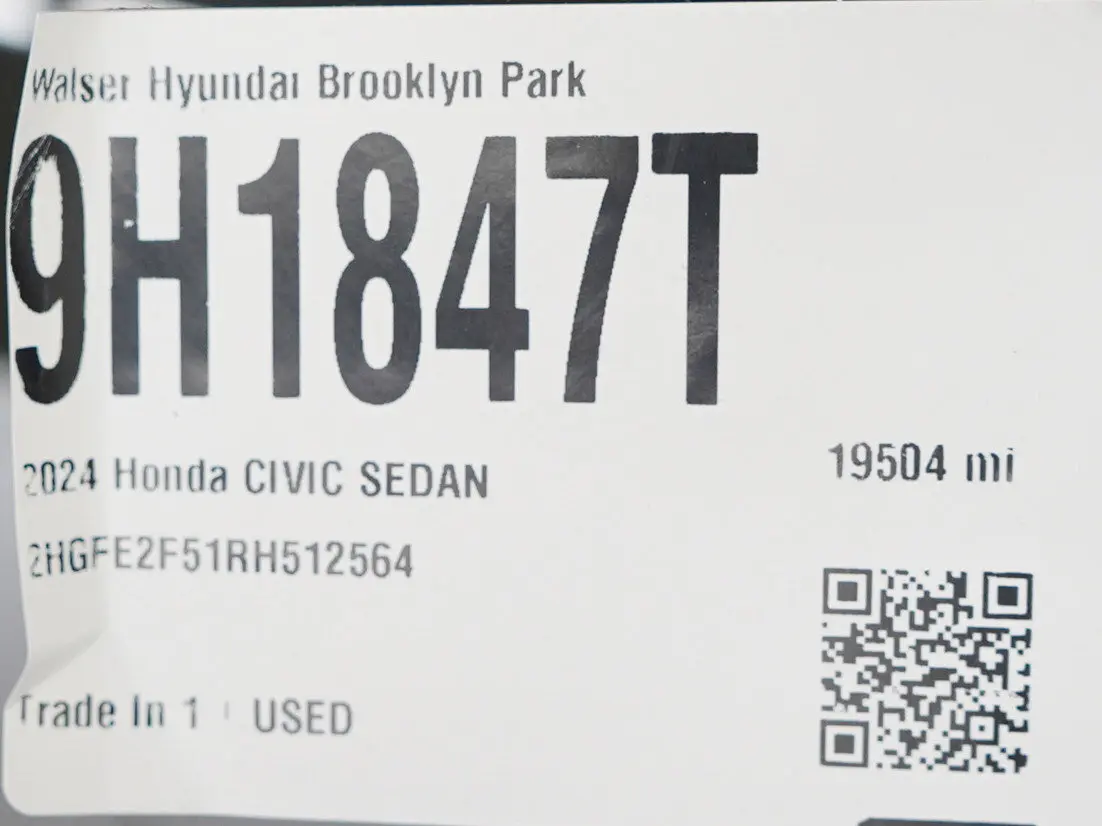 Walser Hyundai Brooklyn Park
9H1847T
2024 Honda CIVIC SEDAN
19504 mi
2HGFE2F51RH512564
Trade In 1 | USED